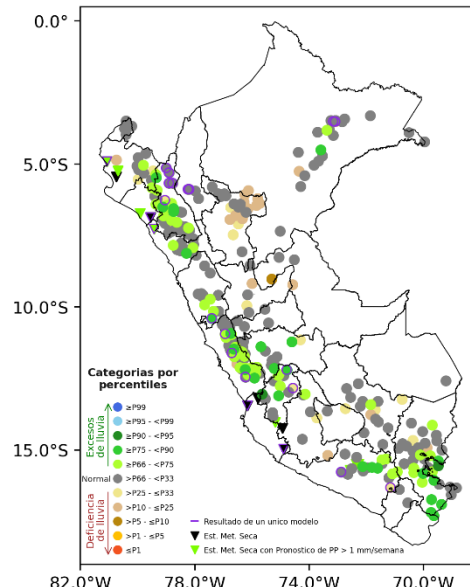 0.0°
5.0°S
10.0°S
15.0°S
82.0°W
78.0°W
74.0°W
70.0°W
Categorias por
percentiles
Excesos
de lluvia
≥P99
≥P95 - <P99
≥P90 - <P95
≥P75 - <P90
≥P66 - <P75
Normal
>P66 - <P33
Deficiencia
de lluvia
>P25 - ≤P33
>P10 - ≤P25
>P5 - ≤P10
>P1 - ≤P5
≤P1
Resultado de un unico modelo
Est. Met. Seca
Est. Met. Seca con Pronostico de PP > 1 mm/semana